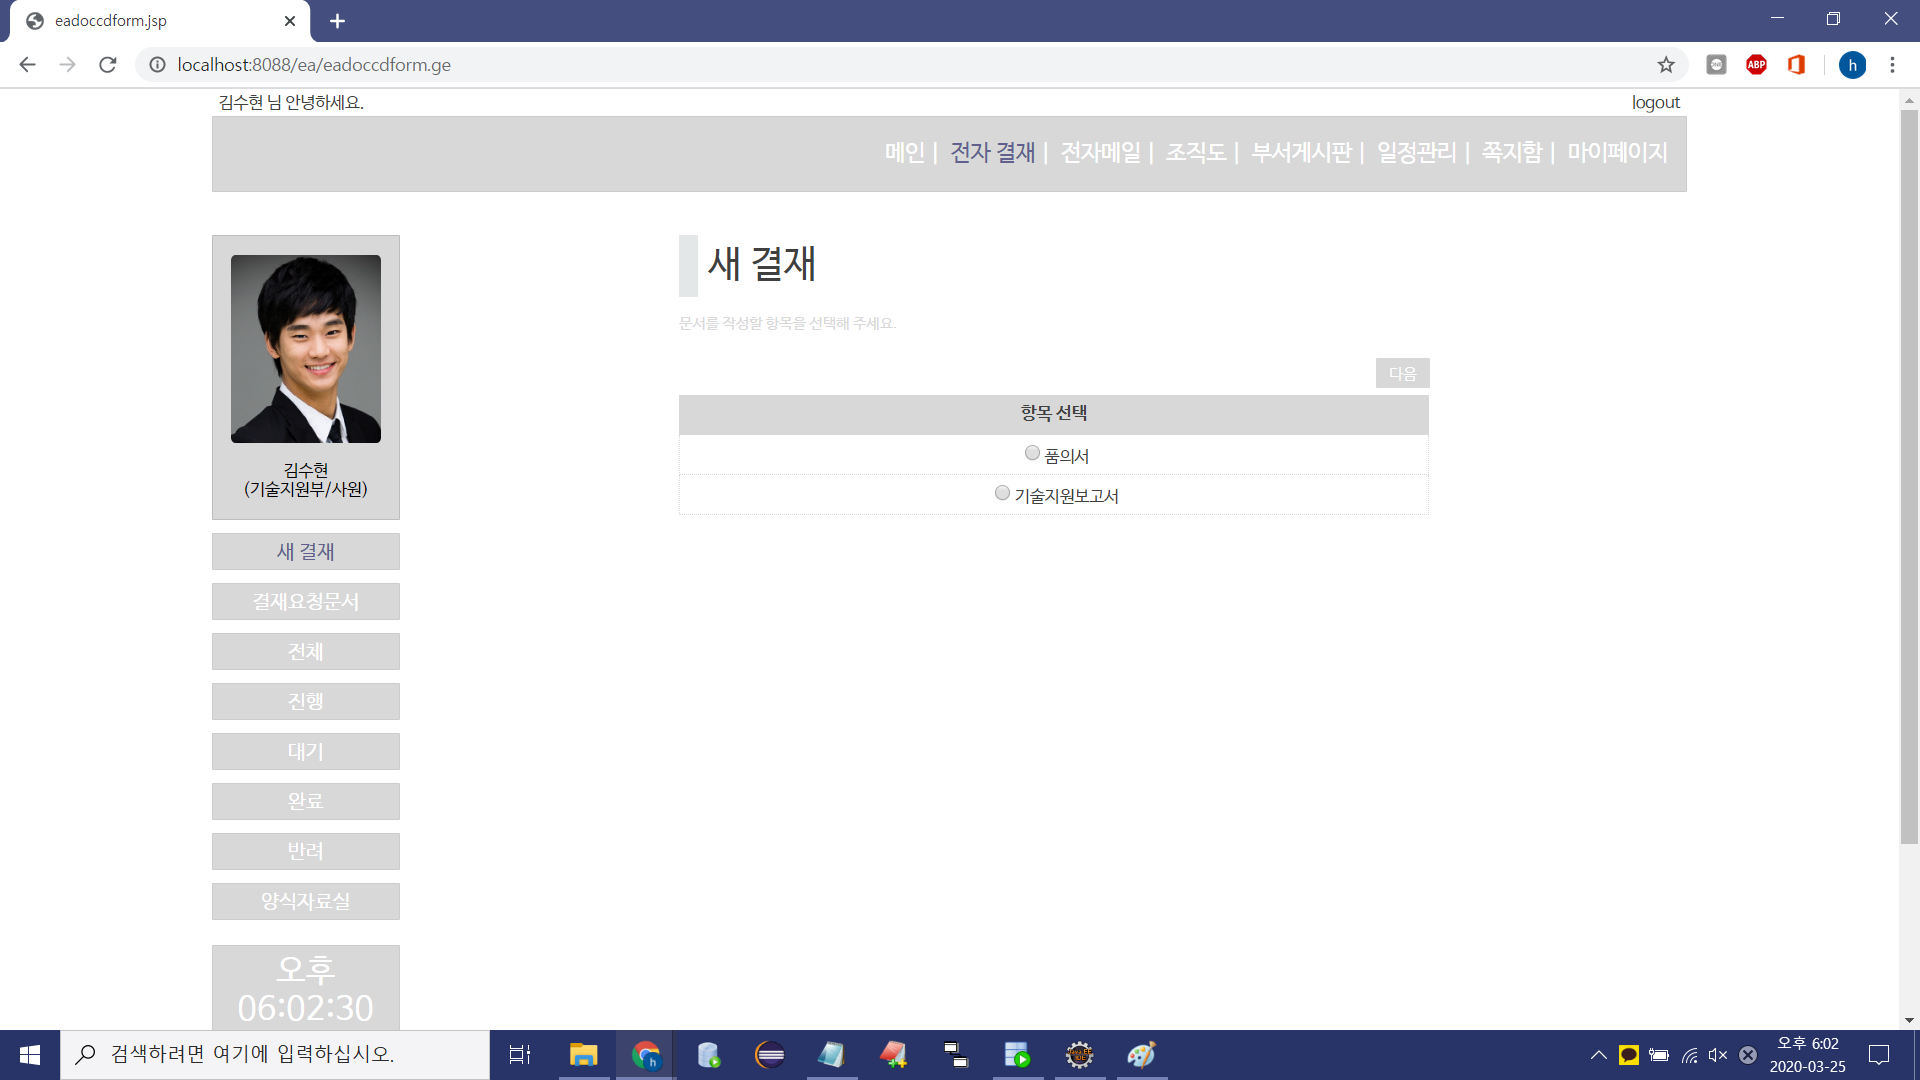 eadoccdform.jsp
localhost:8088/ea/eadoccdform.ge
ABP
h
김수현 님 안녕하세요.
logout
메인 | 전자 결재 | 전자메일 | 조직도 | 부서게시판 | 일정관리 | 쪽지함 | 마이페이지
김수현
(기술지원부/사원)
새 결재
결재요청문서
전체
진행
대기
완료
반려
양식자료실
오후
06:02:30
새 결재
문서를 작성할 항목을 선택해 주세요.
다음
항목 선택
품의서
기술지원보고서
검색하려면 여기에 입력하십시오.
h
오후 6:02
2020-03-25